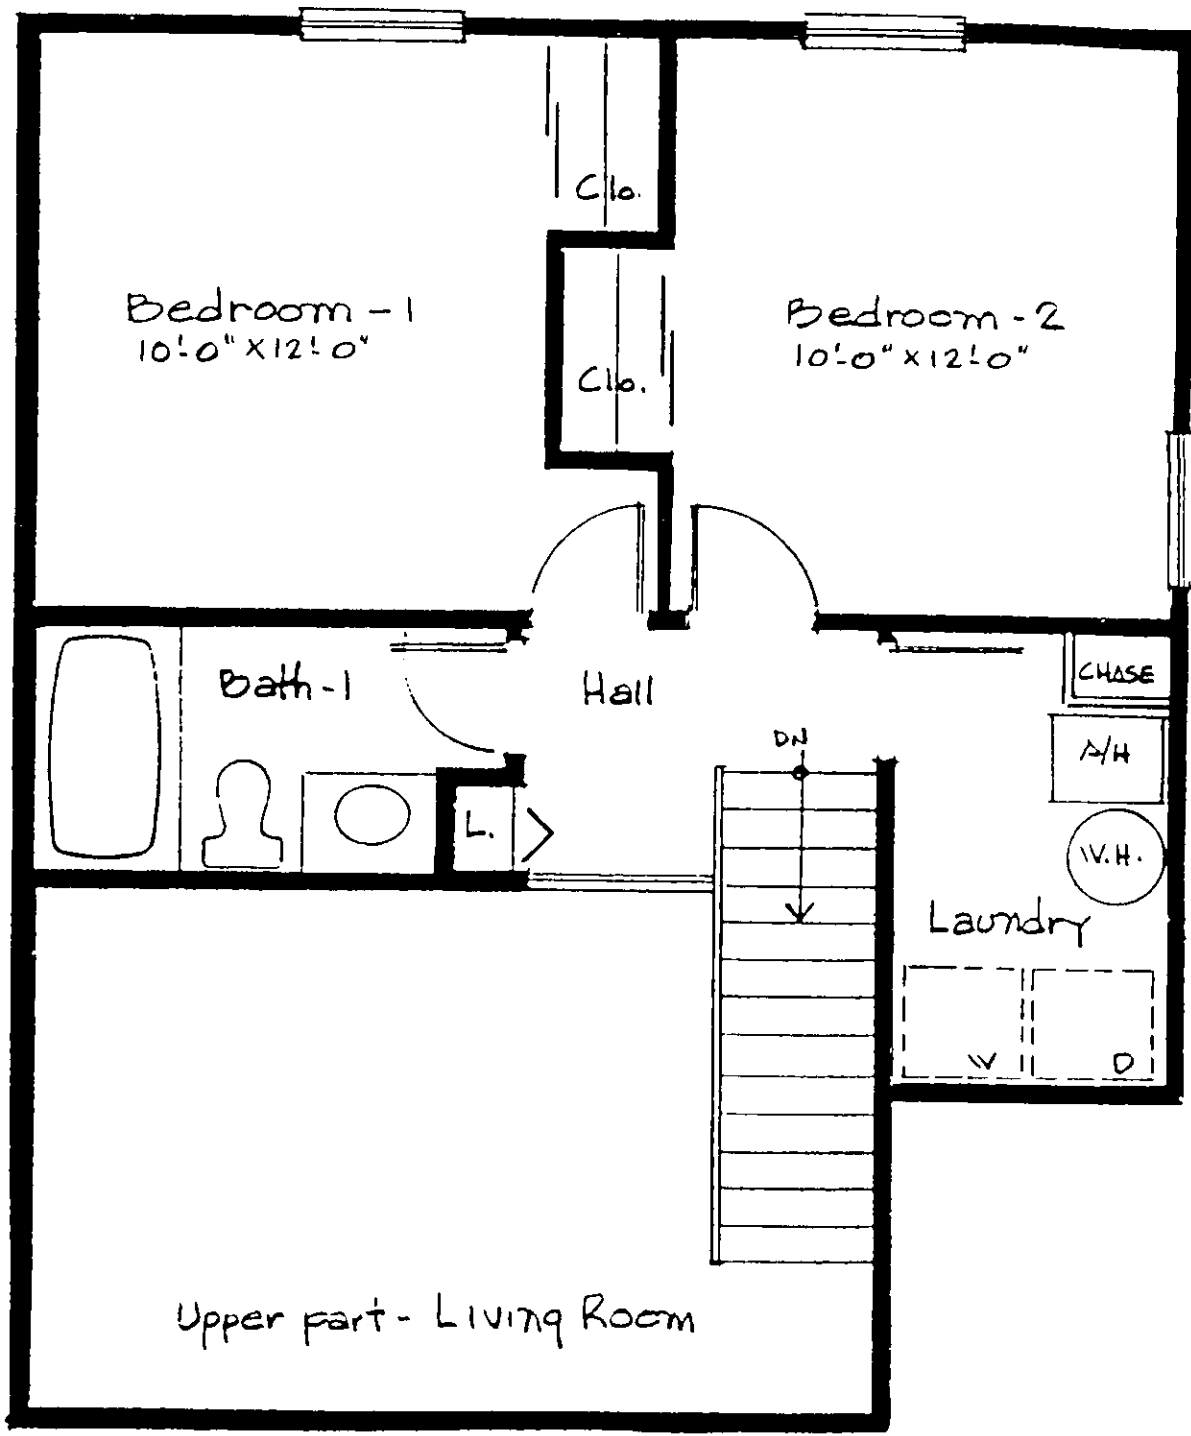 Clo.
Bedroom - 1
10'-0" X 12'-0"
Bedroom - 2
10'-0" X 12'-0"
Clo.
Bath-1
Hall
CHASE
DN
A/H
L.
W.H.
Laundry
W
D
Upper part - Living Room